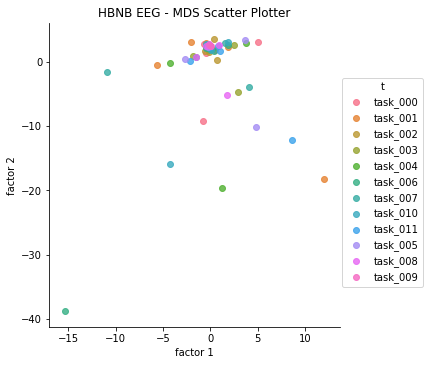 HBNB EEG - MDS Scatter Plotter
0
−10
−20
−30
−40
factor 2
−15
−10
−5
0
5
10
factor 1
t
task_000
task_001
task_002
task_003
task_004
task_006
task_007
task_010
task_011
task_005
task_008
task_009